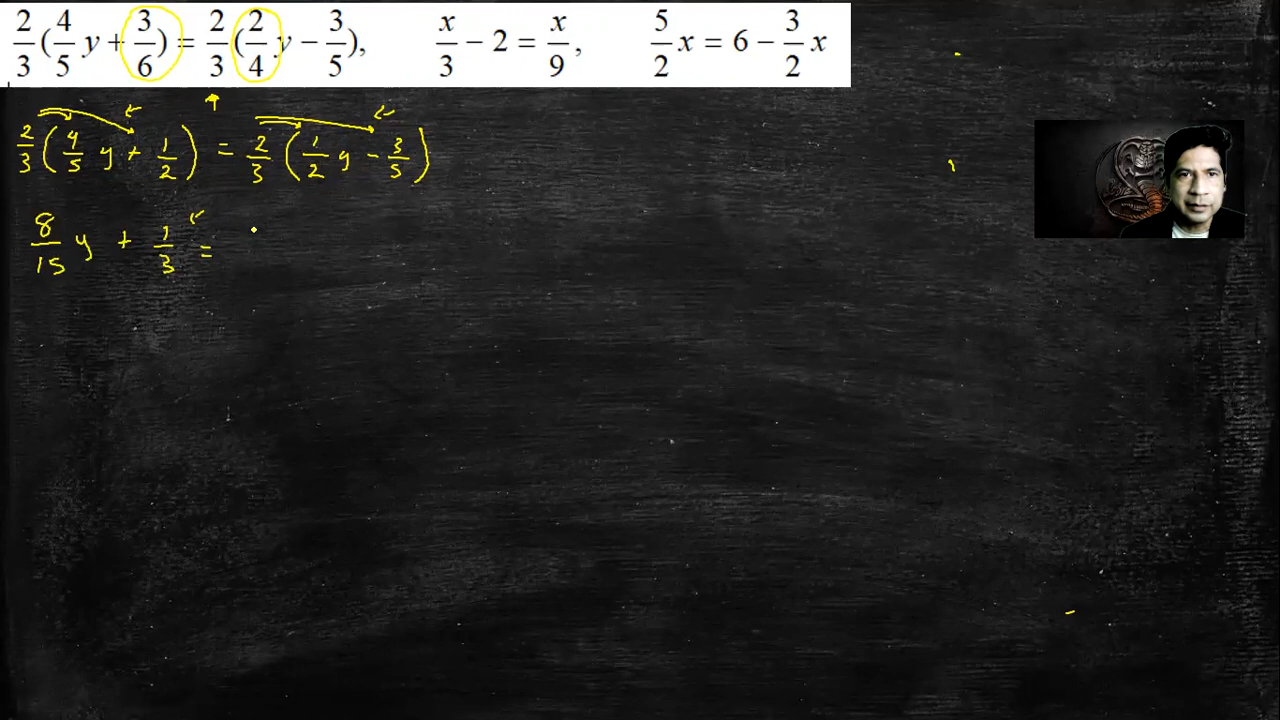 2/3(4/5 y + 3/6) = 2/3(2/4 y − 3/5), x/3 − 2 = x/9, 5/2 x = 6 − 3/2 x
2/3 (4/5 y + 1/2) = 2/3 (1/2 y − 3/5)
8/15 y + 1/3 =